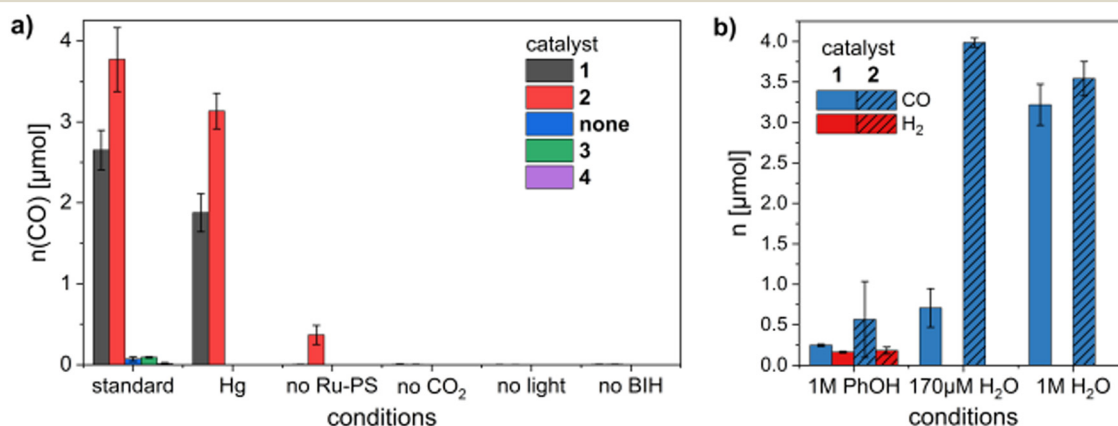 a)
n(CO) [μmol]
4
3
2
1
0
catalyst
1
2
none
3
4
standard
Hg
no Ru-PS
no CO₂
no light
no BIH
conditions
b)
n [μmol]
4.0
3.5
3.0
2.5
2.0
1.5
1.0
0.5
0.0
catalyst
1 2
CO
H₂
1M PhOH
170μM H₂O
1M H₂O
conditions